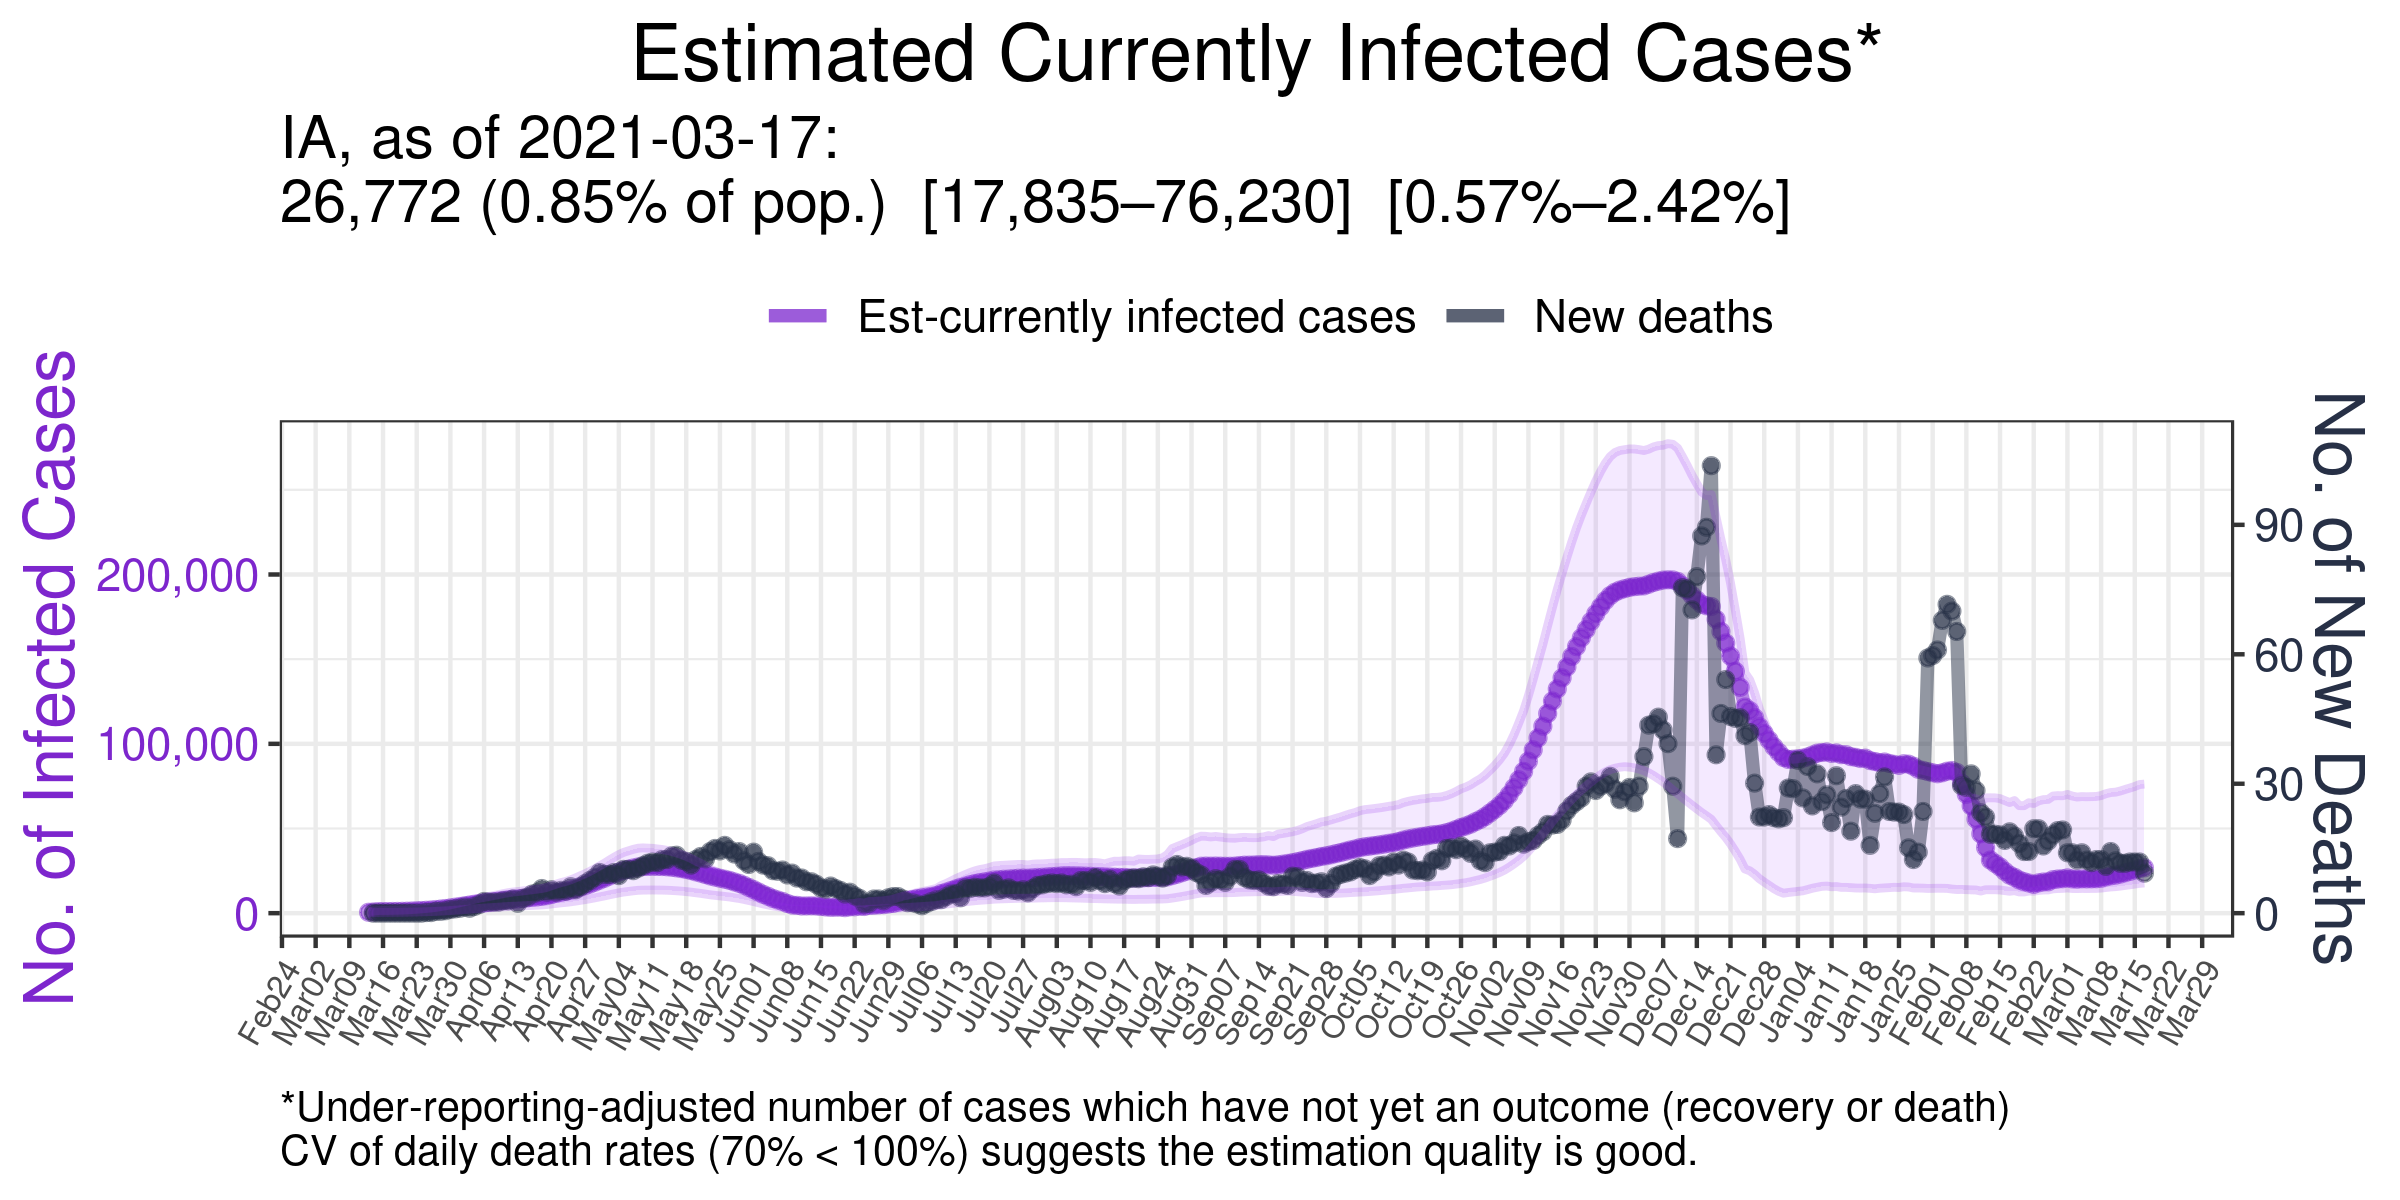 Estimated Currently Infected Cases*
IA, as of 2021-03-17:
26,772 (0.85% of pop.)  [17,835–76,230]  [0.57%–2.42%]
Est-currently infected cases
New deaths
No. of Infected Cases
200,000
100,000
0
No. of New Deaths
90
60
30
0
Feb24
Mar02
Mar09
Mar16
Mar23
Mar30
Apr06
Apr13
Apr20
Apr27
May04
May11
May18
May25
Jun01
Jun08
Jun15
Jun22
Jun29
Jul06
Jul13
Jul20
Jul27
Aug03
Aug10
Aug17
Aug24
Aug31
Sep07
Sep14
Sep21
Sep28
Oct05
Oct12
Oct19
Oct26
Nov02
Nov09
Nov16
Nov23
Nov30
Dec07
Dec14
Dec21
Dec28
Jan04
Jan11
Jan18
Jan25
Feb01
Feb08
Feb15
Feb22
Mar01
Mar08
Mar15
Mar22
Mar29
*Under-reporting-adjusted number of cases which have not yet an outcome (recovery or death)
CV of daily death rates (70% < 100%) suggests the estimation quality is good.